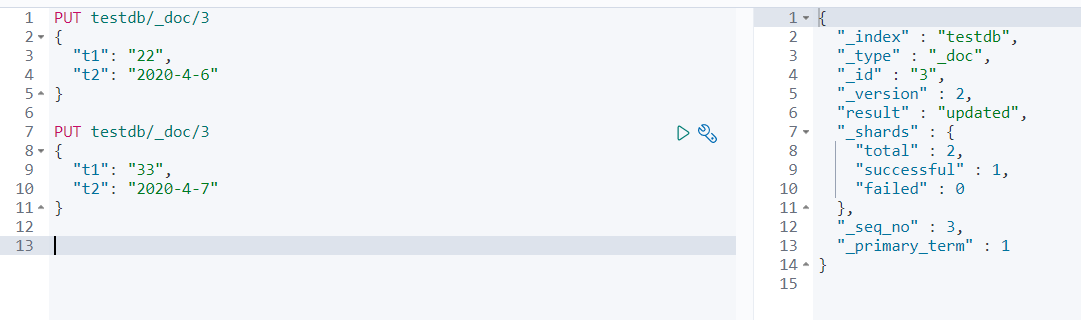 1 PUT testdb/_doc/3
2 {
3 "t1": "22",
4 "t2": "2020-4-6"
5 }
6
7 PUT testdb/_doc/3
8 {
9 "t1": "33",
10 "t2": "2020-4-7"
11 }
12
13
1 {
2 "_index" : "testdb",
3 "_type" : "_doc",
4 "_id" : "3",
5 "_version" : 2,
6 "result" : "updated",
7 "_shards" : {
8 "total" : 2,
9 "successful" : 1,
10 "failed" : 0
11 },
12 "_seq_no" : 3,
13 "_primary_term" : 1
14 }
15